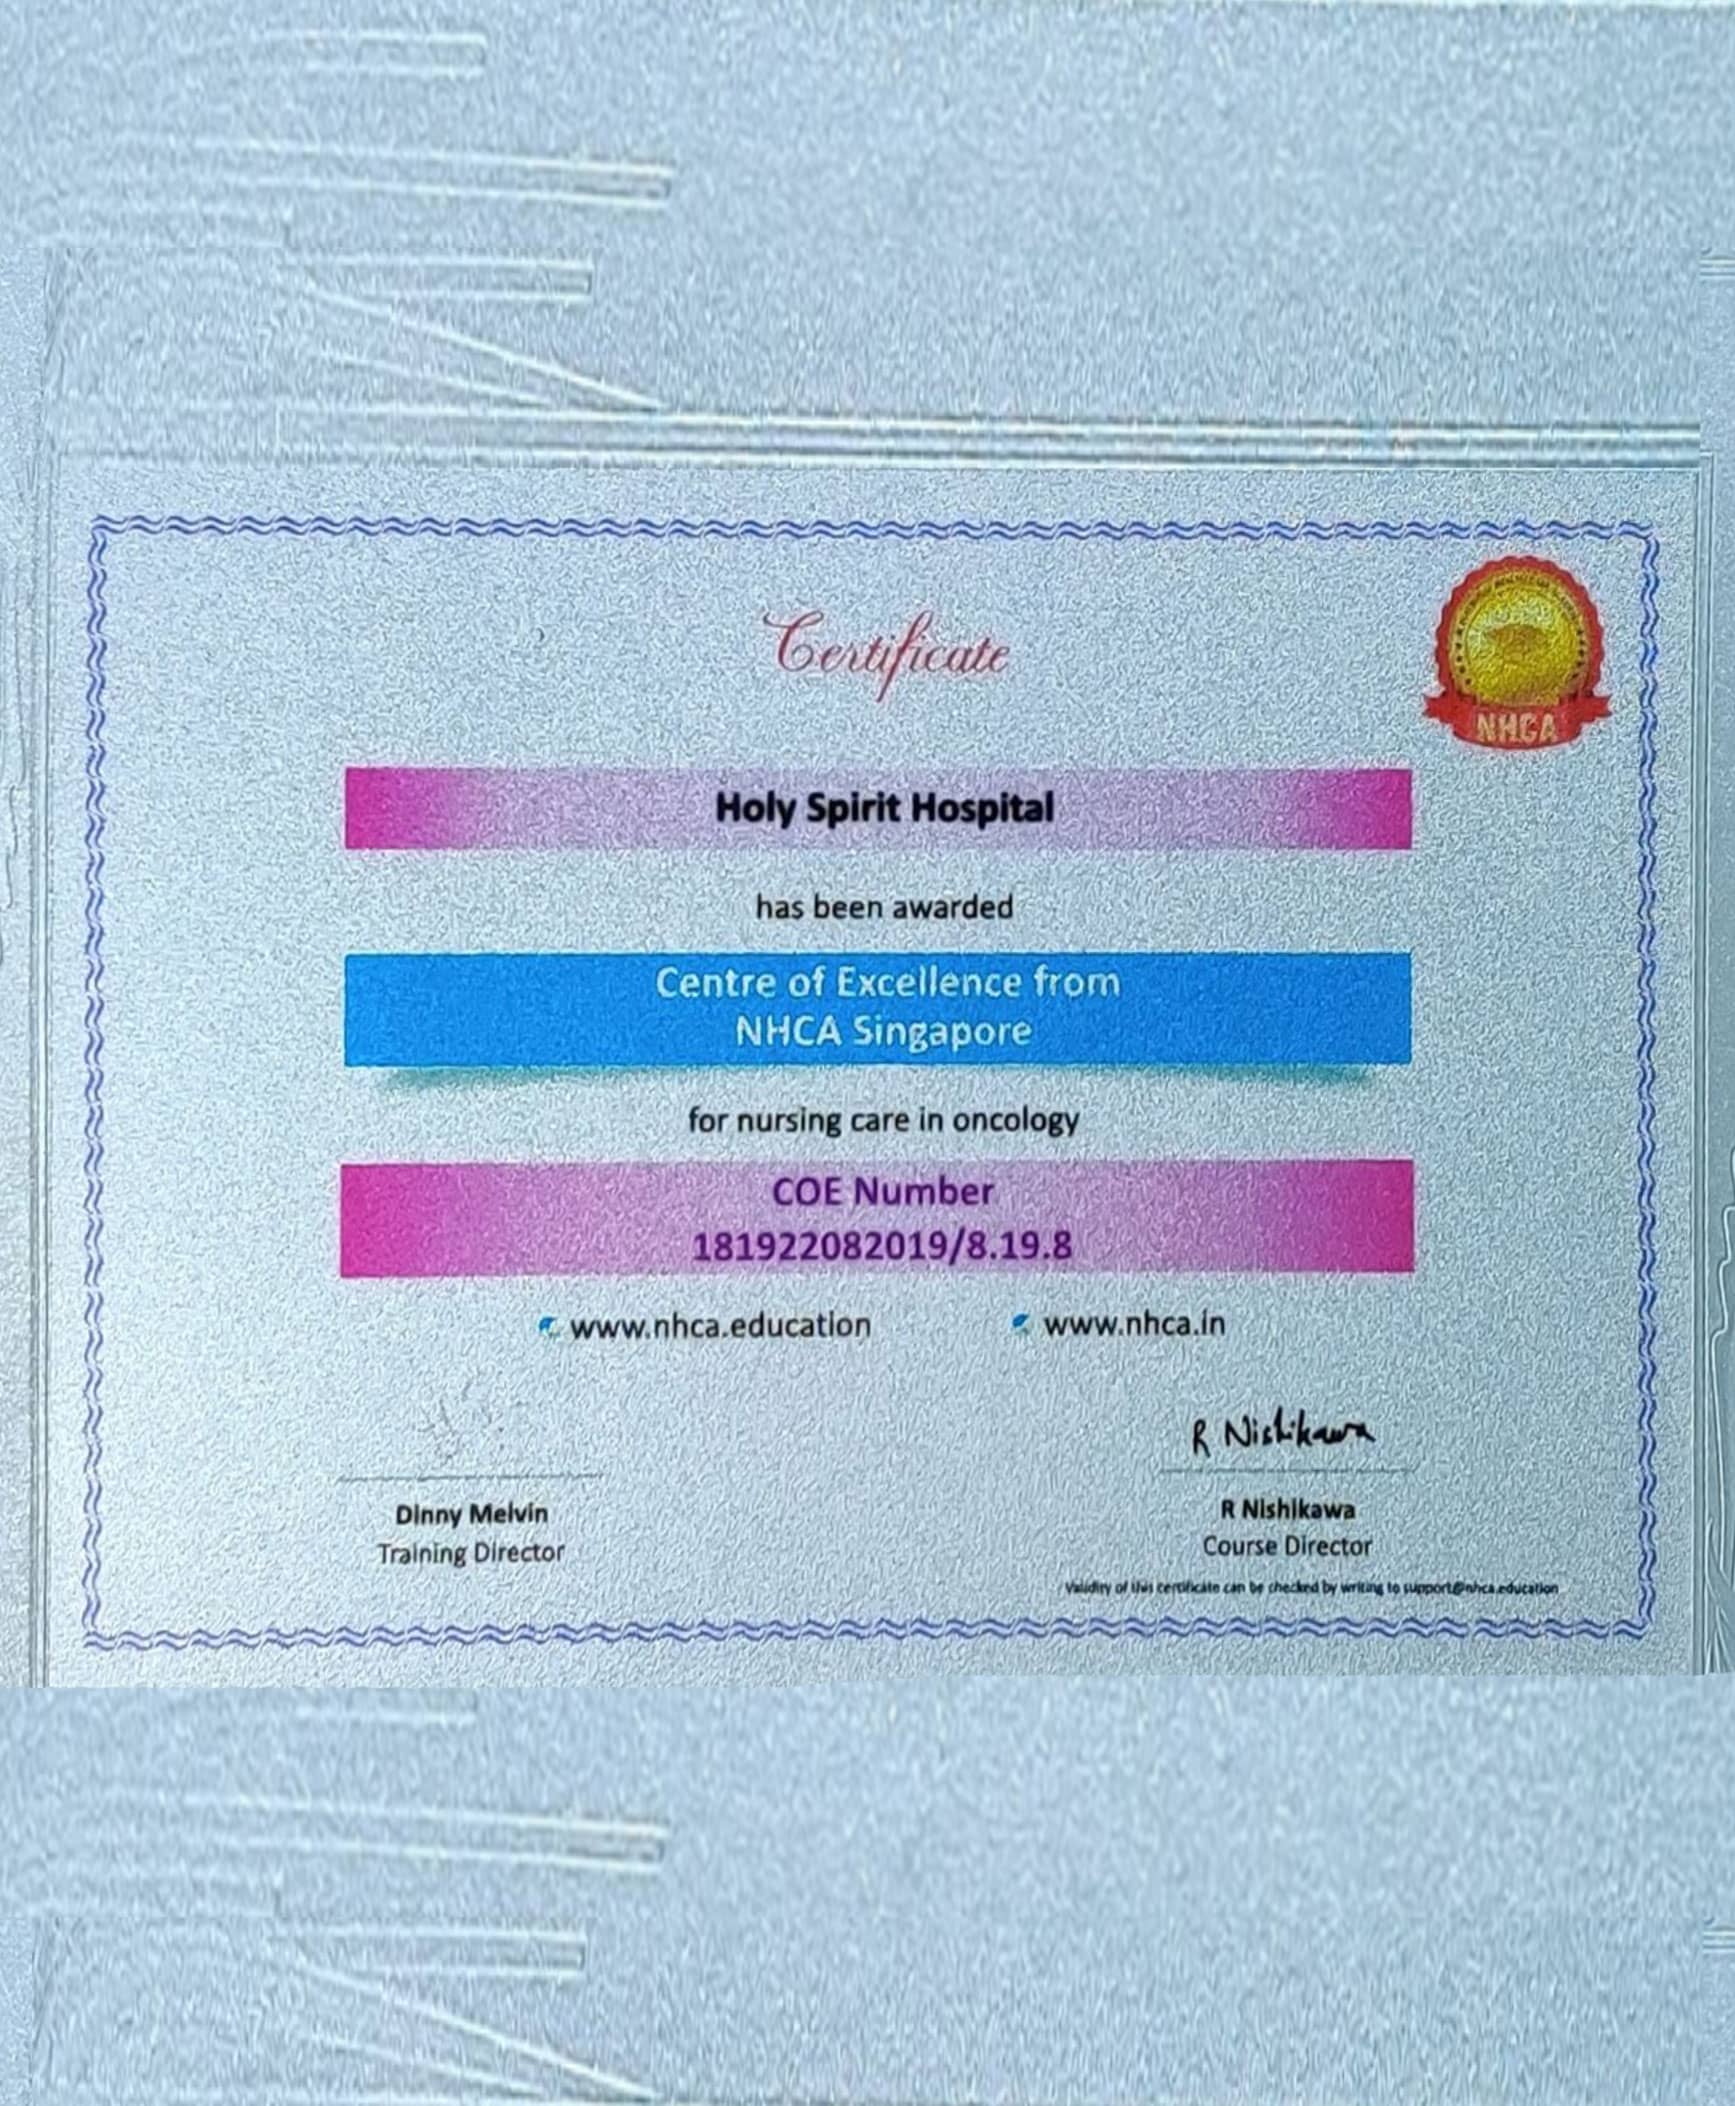 Certificate
NHCA
Holy Spirit Hospital
has been awarded
Centre of Excellence from
NHCA Singapore
for nursing care in oncology
COE Number
181922082019/8.19.8
www.nhca.education www.nhca.in
R Nishikawa
Dinny Melvin R Nishikawa
Training Director Course Director
Validity of this certificate can be checked by writing to support@nhca.education